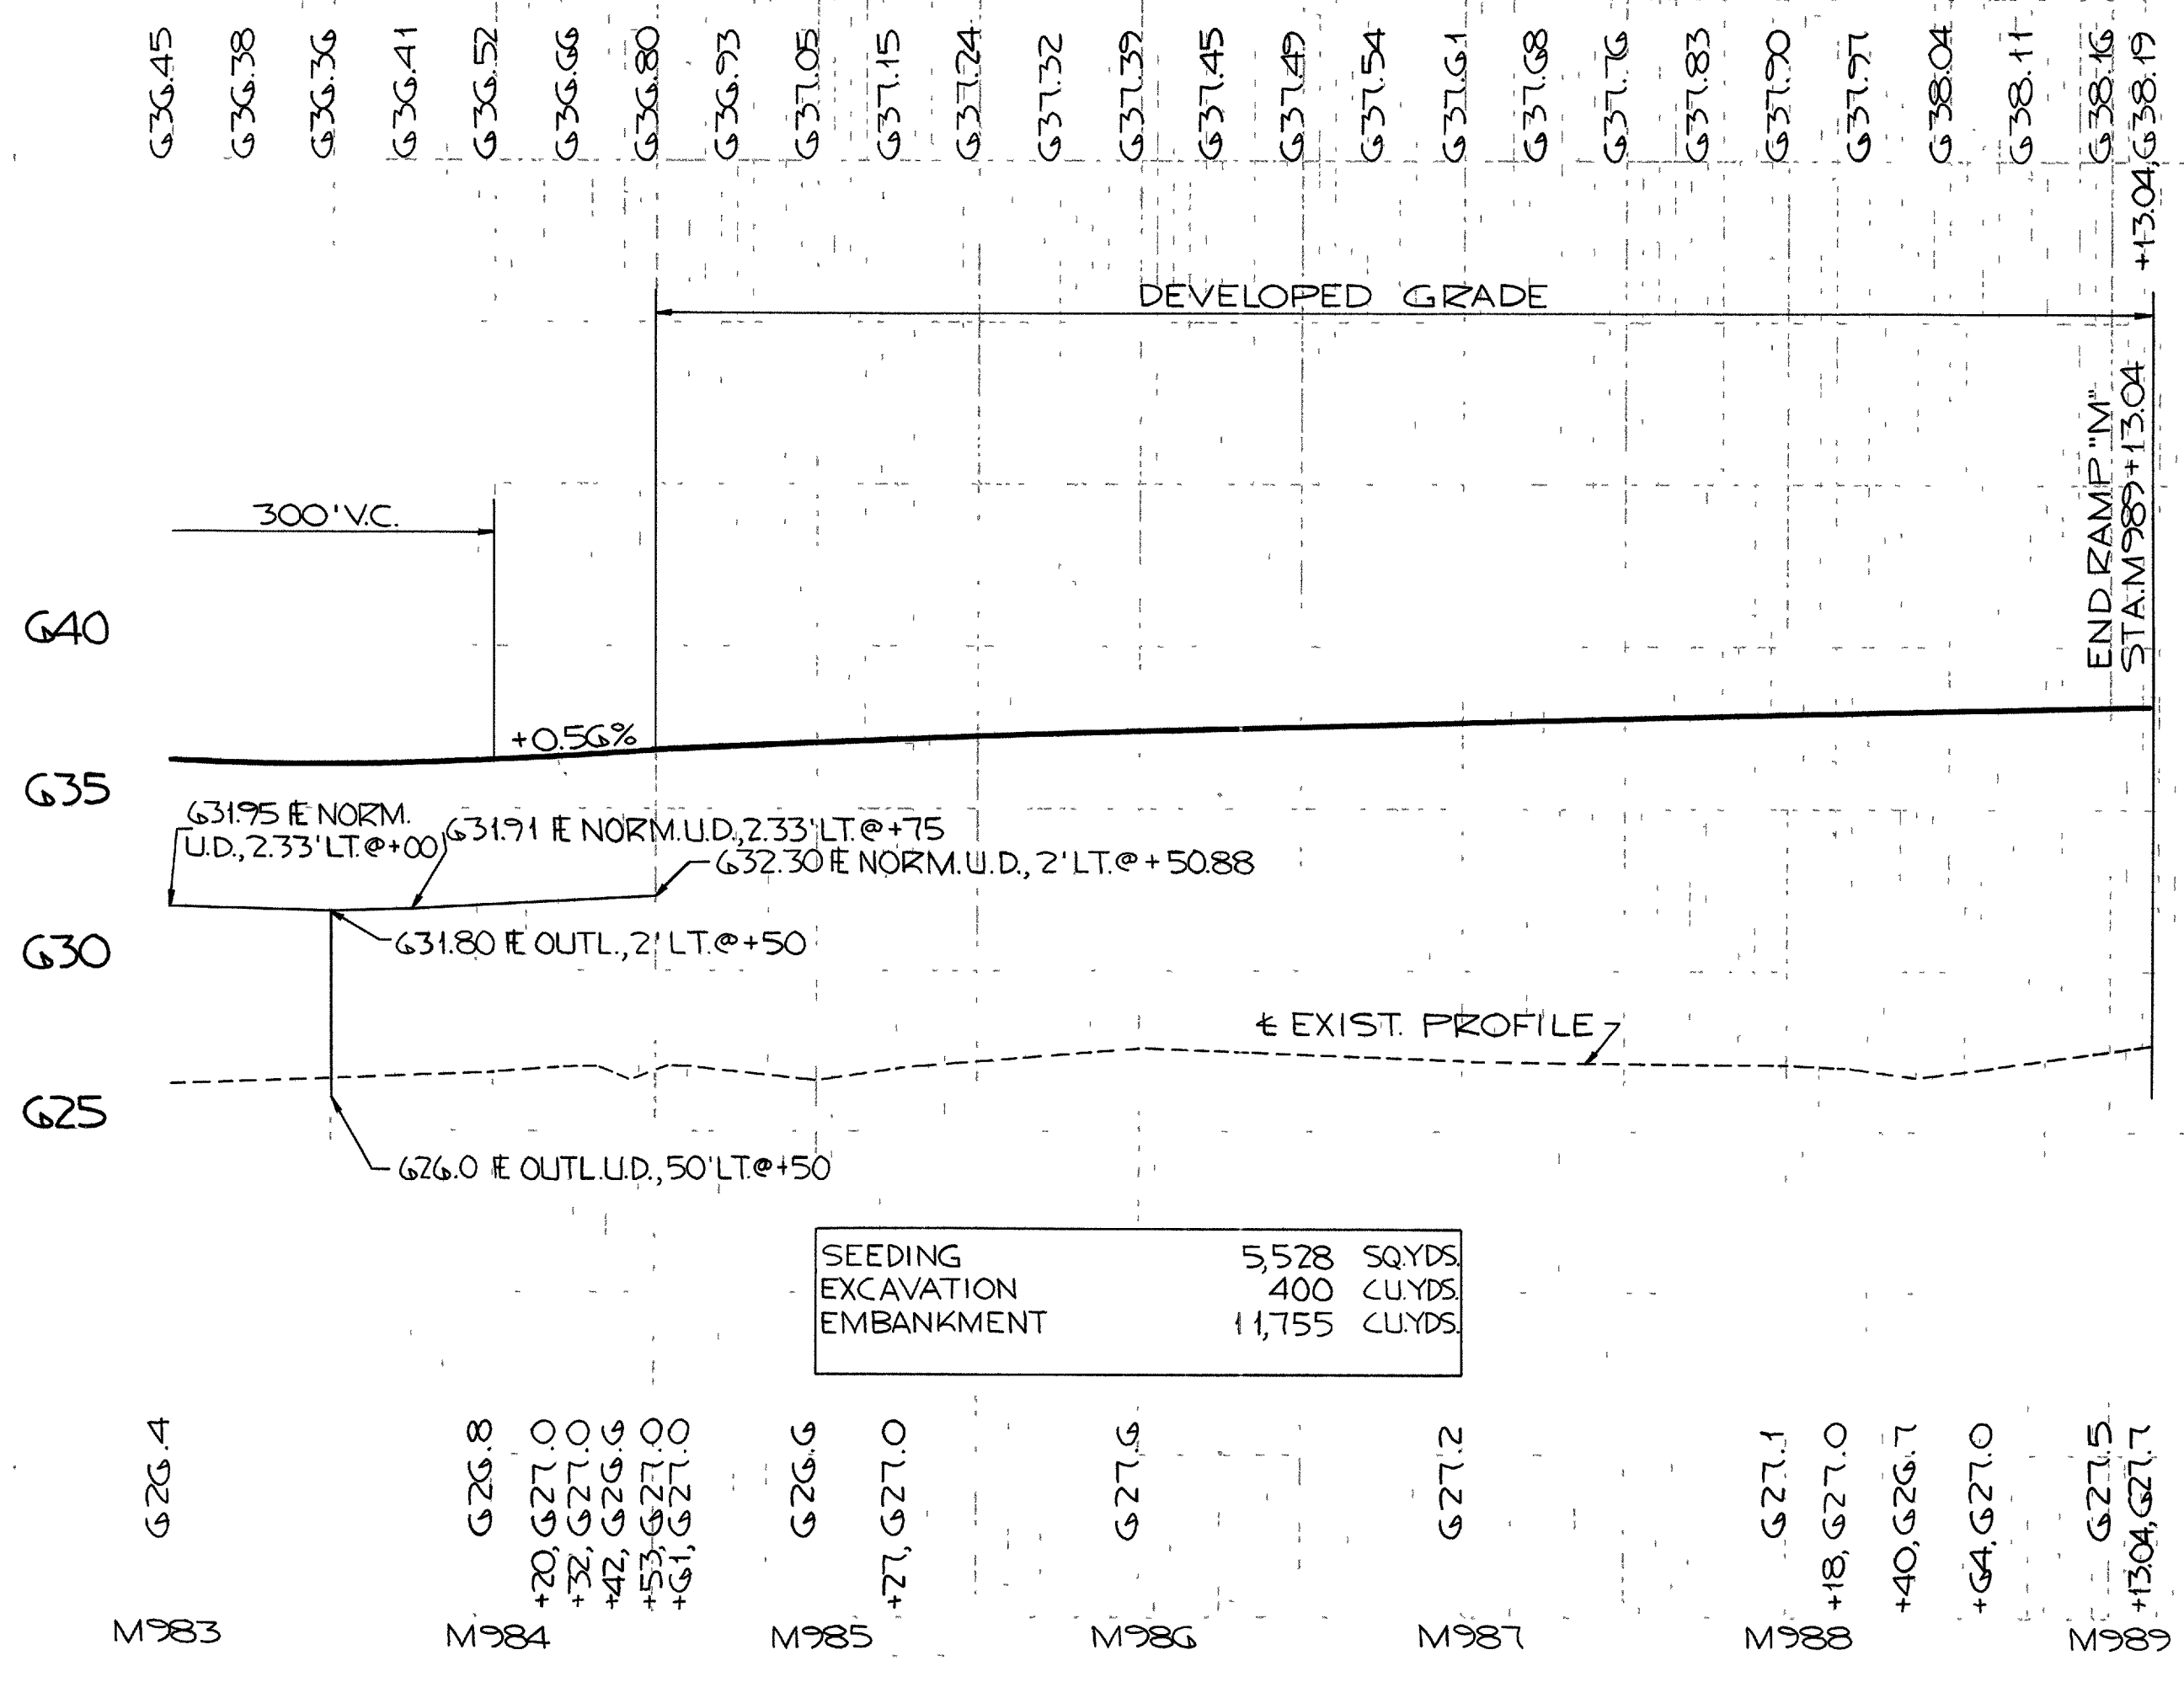 636.45 636.38 636.36 636.41 636.52 636.66 636.80 636.93 637.05 637.15 637.24 637.32 637.39 637.45 637.49 637.54 637.61 637.68 637.76 637.83 637.90 637.97 638.04 638.11 638.16 +13.04,638.19
DEVELOPED GRADE
END RAMP "M"
STA.M989+13.04
300' V.C.
640
+0.56%
635
631.95 FE NORM.
U.D., 2.33' LT.@+00
631.91 FE NORM.U.D., 2.33' LT.@+75
632.30 FE NORM.U.D., 2' LT.@+50.88
631.80 FE OUTL., 2' LT.@+50
630
℄ EXIST. PROFILE
625
626.0 FE OUTL.U.D., 50' LT.@+50
SEEDING 5,528 SQ.YDS.
EXCAVATION 400 CU.YDS.
EMBANKMENT 11,755 CU.YDS.
626.4 626.8 +20,627.0 +32,627.0 +42,626.6 +53,627.0 +61,627.0 626.6 +27,627.0 627.6 627.2 627.1 +18,627.0 +40,626.7 +64,627.0 627.5 +13.04,627.7
M983 M984 M985 M986 M987 M988 M989